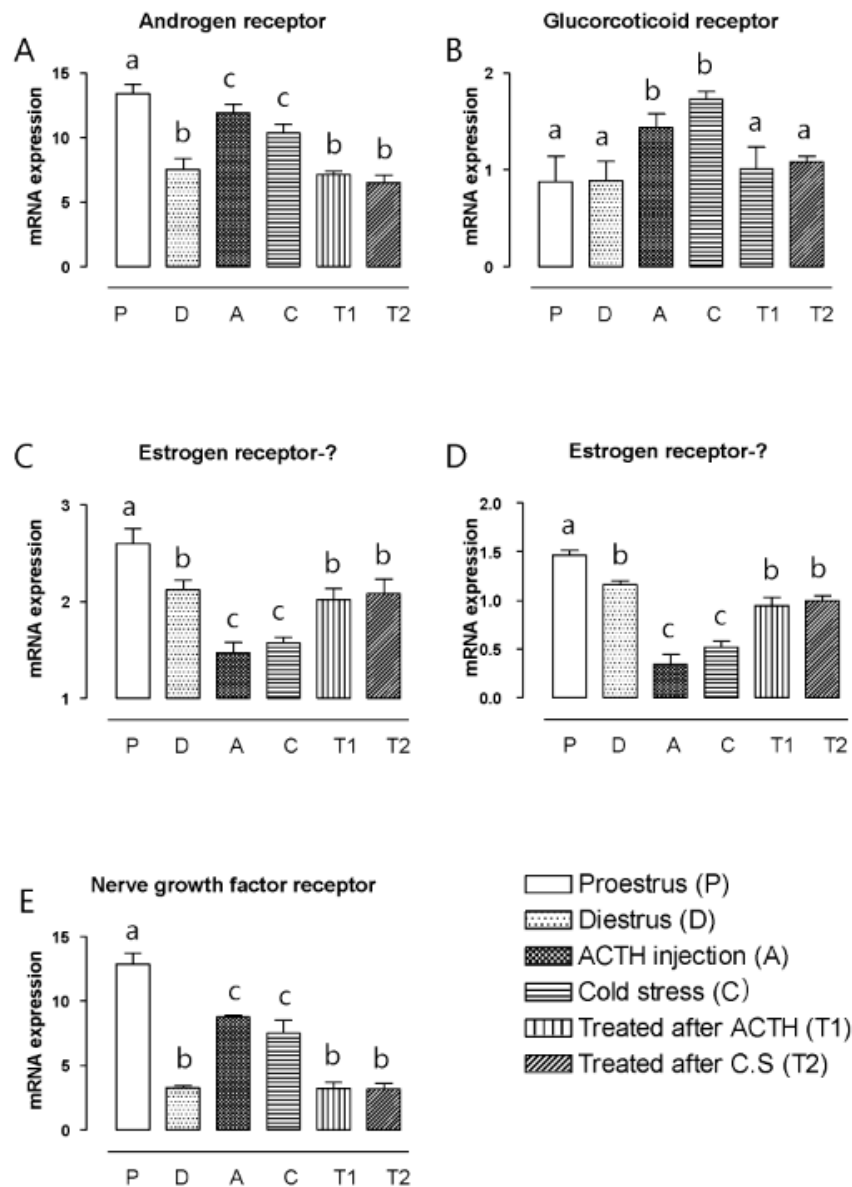 Androgen receptor
A
mRNA expression
15
10
5
0
a
b
c
c
b
b
P D A C T1 T2
Glucorcoticoid receptor
B
mRNA expression
2
1
0
a
a
b
b
a
a
P D A C T1 T2
Estrogen receptor-?
C
mRNA expression
3
2
1
a
b
c
c
b
b
P D A C T1 T2
Estrogen receptor-?
D
mRNA expression
2.0
1.5
1.0
0.5
0.0
a
b
c
c
b
b
P D A C T1 T2
Nerve growth factor receptor
E
mRNA expression
15
10
5
0
a
b
c
c
b
b
P D A C T1 T2
Proestrus (P)
Diestrus (D)
ACTH injection (A)
Cold stress (C)
Treated after ACTH (T1)
Treated after C.S (T2)